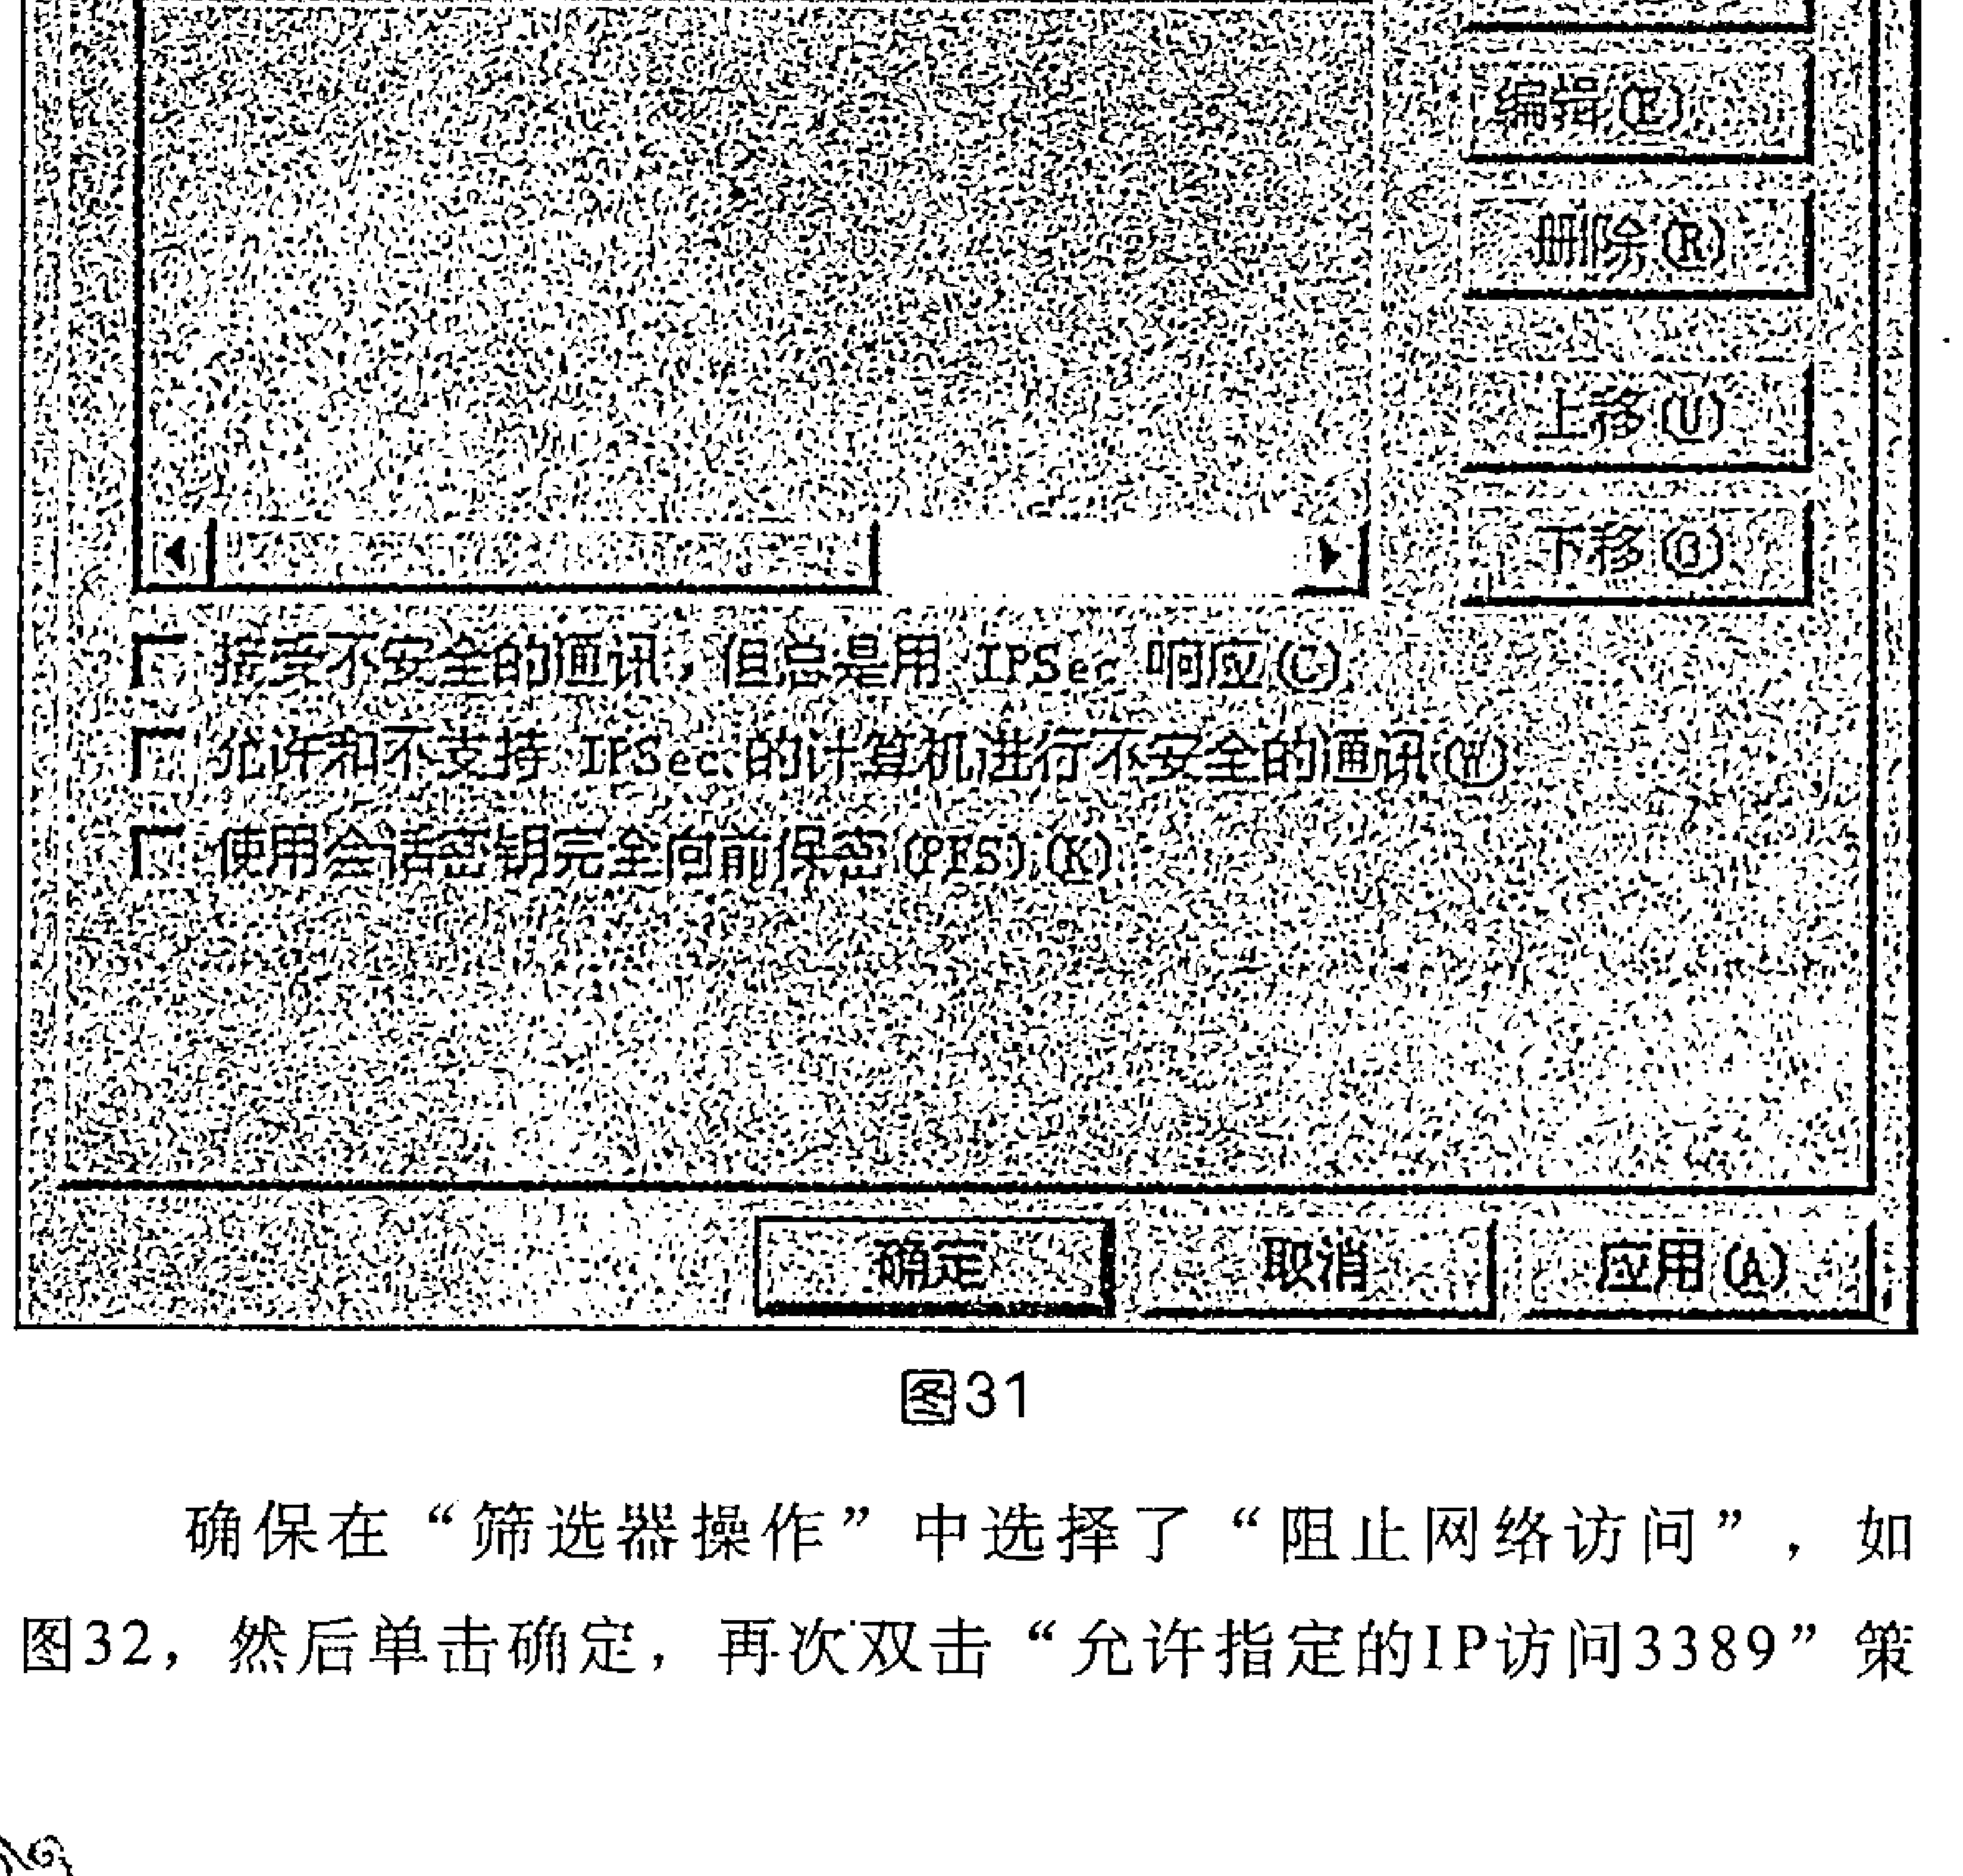 编辑(E)
删除(R)
上移(U)
下移(O)
接受不安全的通讯，但总是用 IPSec 响应(C)
允许和不支持 IPSec 的计算机进行不安全的通讯(W)
使用会话密钥完全向前保密(PFS)(K)
确定 取消 应用(A)
图31
确保在“筛选器操作”中选择了“阻止网络访问”，如
图32，然后单击确定，再次双击“允许指定的IP访问3389”策